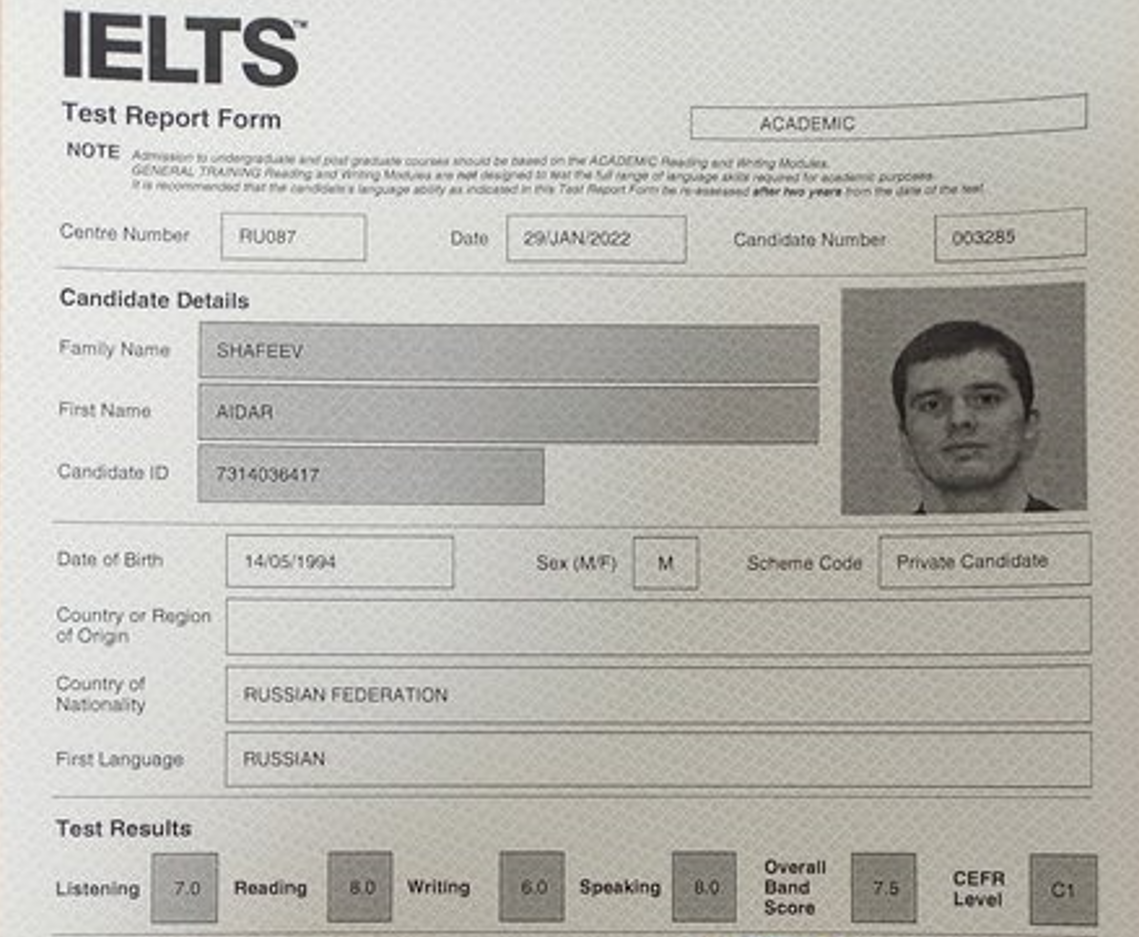 IELTS™
Test Report Form
ACADEMIC
NOTE Admission to undergraduate and post graduate courses should be based on the ACADEMIC Reading and Writing Modules.
GENERAL TRAINING Reading and Writing Modules are not designed to test the full range of language skills required for academic purposes.
It is recommended that the candidate's language ability as indicated in this Test Report Form be re-assessed after two years from the date of the test.
Centre Number RU087 Date 29/JAN/2022 Candidate Number 003285
Candidate Details
Family Name SHAFEEV
First Name AIDAR
Candidate ID 7314036417
Date of Birth 14/05/1994 Sex (M/F) M Scheme Code Private Candidate
Country or Region
of Origin
Country of
Nationality RUSSIAN FEDERATION
First Language RUSSIAN
Test Results
Listening 7.0 Reading 8.0 Writing 6.0 Speaking 8.0 Overall Band Score 7.5 CEFR Level C1